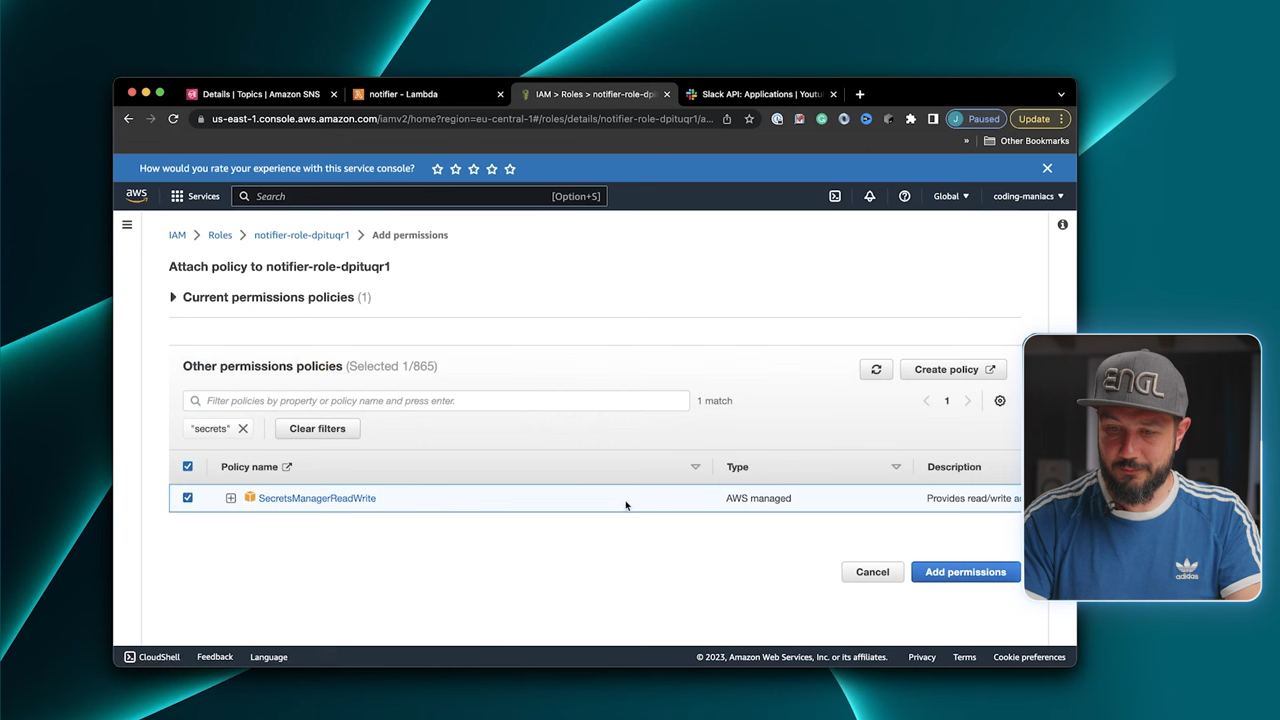 Details | Topics | Amazon SNS
notifier - Lambda
IAM > Roles > notifier-role-dpi
Slack API: Applications | Youtu
us-east-1.console.aws.amazon.com/iamv2/home?region=eu-central-1#/roles/details/notifier-role-dpituqr1/a...
J Paused
Update
» Other Bookmarks
How would you rate your experience with this service console?
aws Services Search [Option+S] Global coding-maniacs
IAM > Roles > notifier-role-dpituqr1 > Add permissions
Attach policy to notifier-role-dpituqr1
Current permissions policies (1)
Other permissions policies (Selected 1/865)
Create policy
Filter policies by property or policy name and press enter.
1 match
1
"secrets"
Clear filters
Policy name Type Description
SecretsManagerReadWrite AWS managed Provides read/write a
Cancel Add permissions
CloudShell Feedback Language © 2023, Amazon Web Services, Inc. or its affiliates. Privacy Terms Cookie preferences
ENGL
adidas